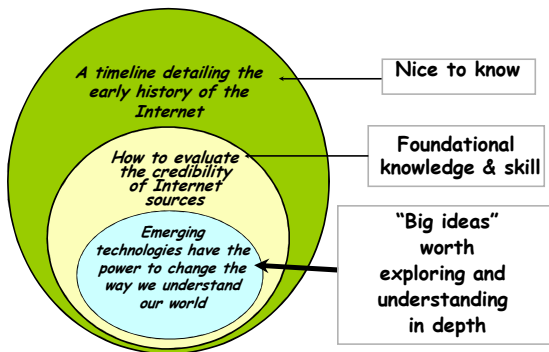 A timeline detailing the
early history of the
Internet
Nice to know
How to evaluate
the credibility
of Internet
sources
Foundational
knowledge & skill
Emerging
technologies have the
power to change the
way we understand
our world
“Big ideas”
worth
exploring and
understanding
in depth